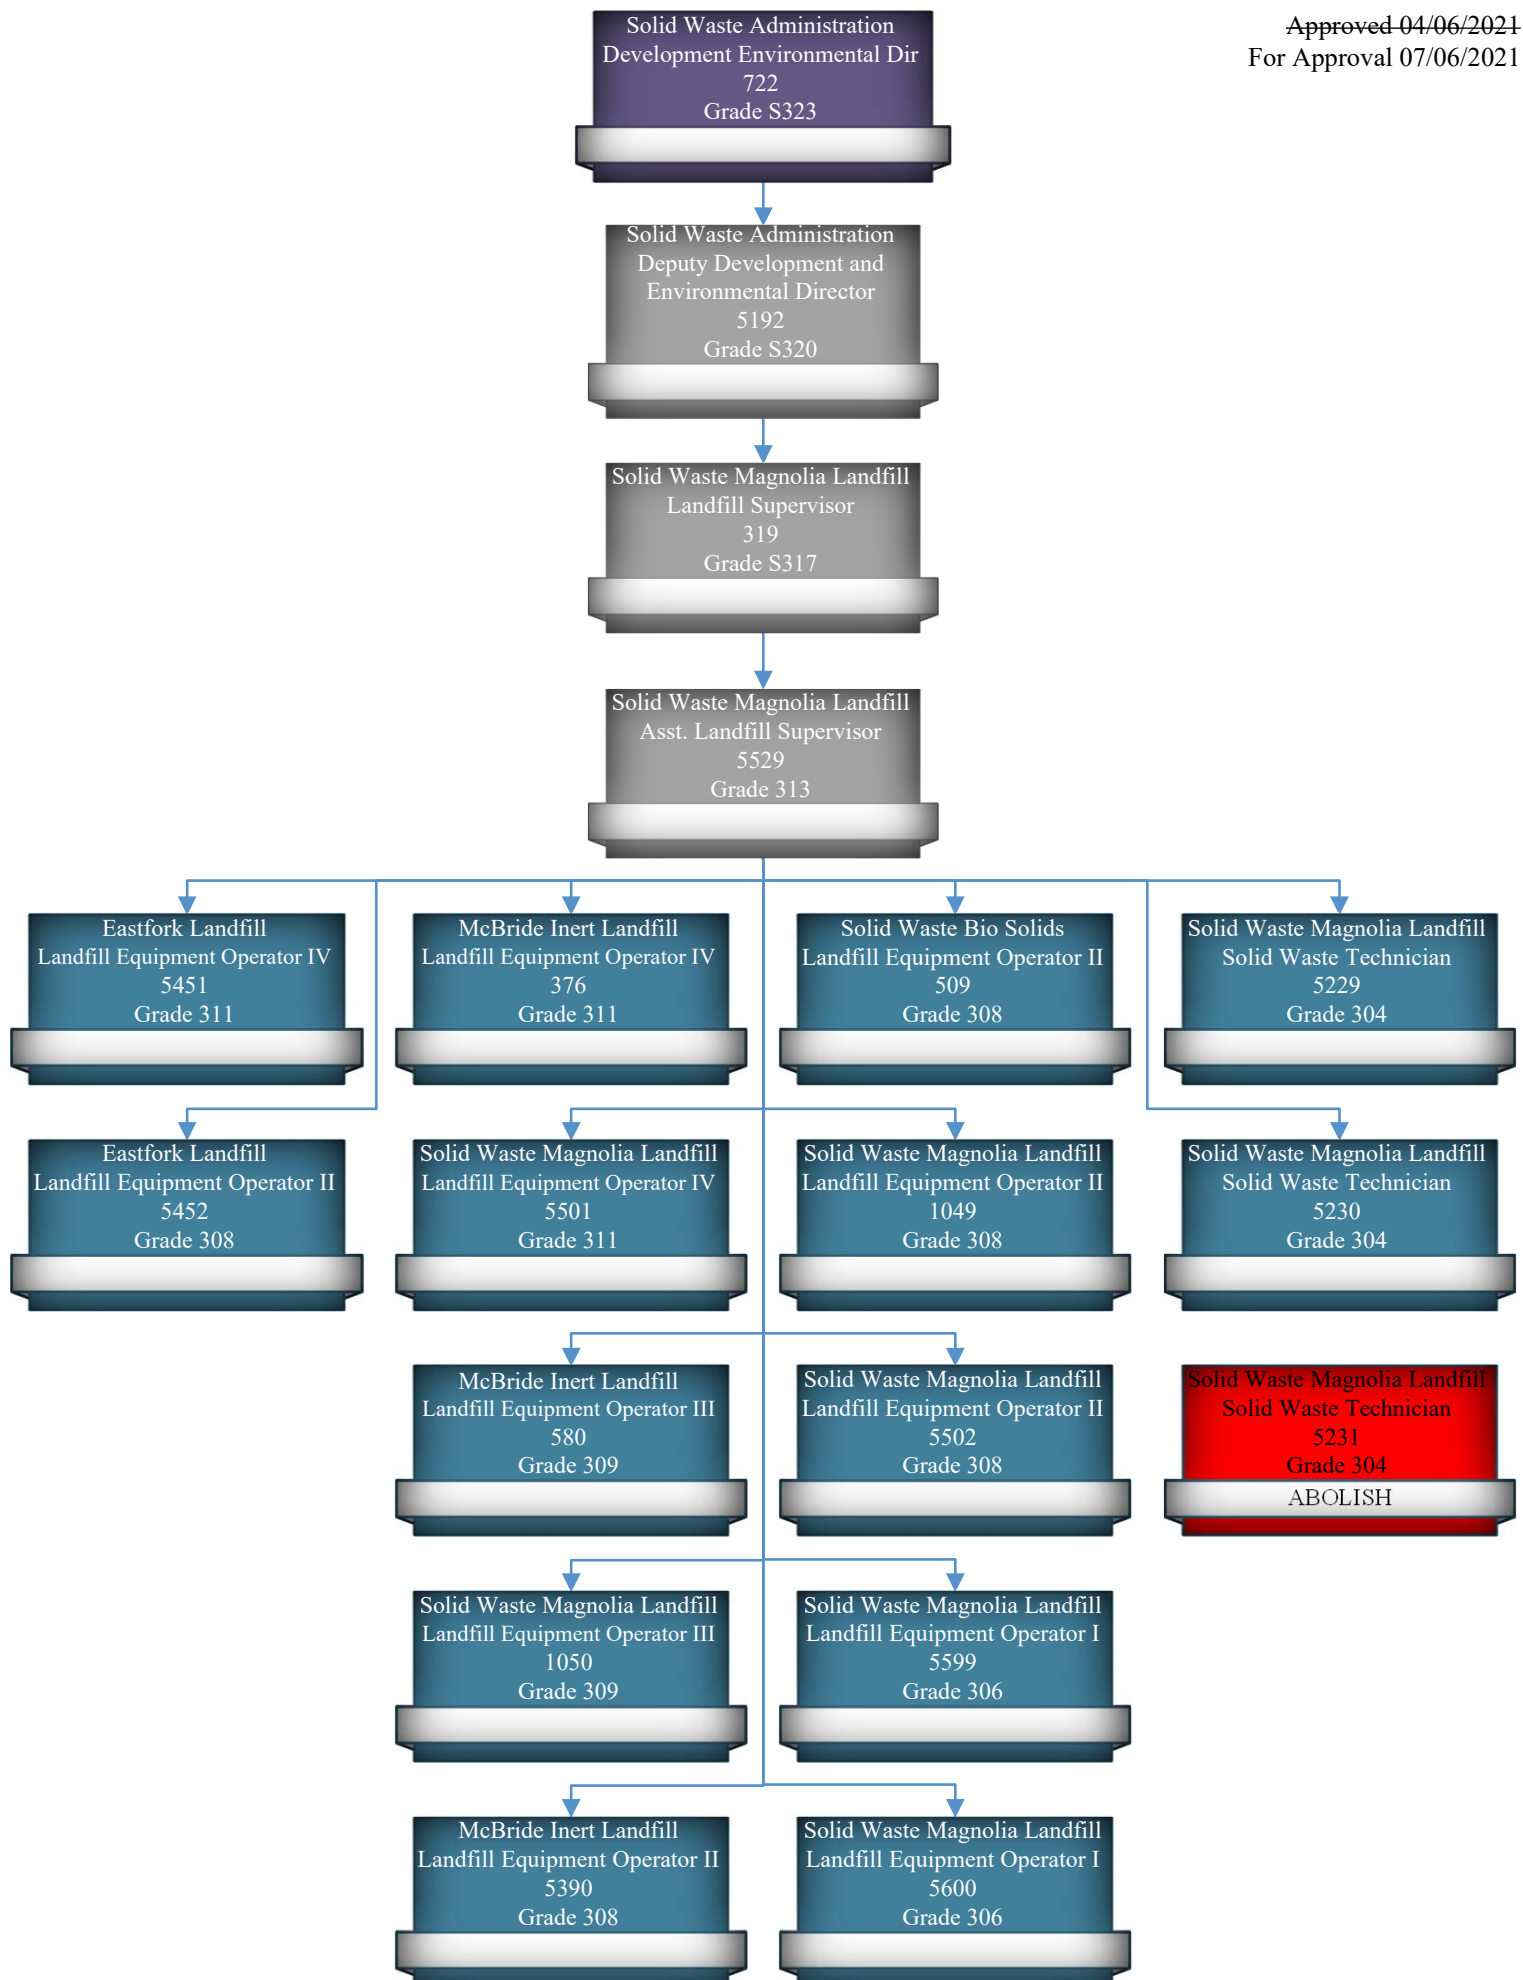 Approved 04/06/2021
For Approval 07/06/2021
Solid Waste Administration
Development Environmental Dir
722
Grade S323
Solid Waste Administration
Deputy Development and
Environmental Director
5192
Grade S320
Solid Waste Magnolia Landfill
Landfill Supervisor
319
Grade S317
Solid Waste Magnolia Landfill
Asst. Landfill Supervisor
5529
Grade 313
Eastfork Landfill
Landfill Equipment Operator IV
5451
Grade 311
McBride Inert Landfill
Landfill Equipment Operator IV
376
Grade 311
Solid Waste Bio Solids
Landfill Equipment Operator II
509
Grade 308
Solid Waste Magnolia Landfill
Solid Waste Technician
5229
Grade 304
Eastfork Landfill
Landfill Equipment Operator II
5452
Grade 308
Solid Waste Magnolia Landfill
Landfill Equipment Operator IV
5501
Grade 311
Solid Waste Magnolia Landfill
Landfill Equipment Operator II
1049
Grade 308
Solid Waste Magnolia Landfill
Solid Waste Technician
5230
Grade 304
McBride Inert Landfill
Landfill Equipment Operator III
580
Grade 309
Solid Waste Magnolia Landfill
Landfill Equipment Operator II
5502
Grade 308
Solid Waste Magnolia Landfill
Solid Waste Technician
5231
Grade 304
ABOLISH
Solid Waste Magnolia Landfill
Landfill Equipment Operator III
1050
Grade 309
Solid Waste Magnolia Landfill
Landfill Equipment Operator I
5599
Grade 306
McBride Inert Landfill
Landfill Equipment Operator II
5390
Grade 308
Solid Waste Magnolia Landfill
Landfill Equipment Operator I
5600
Grade 306